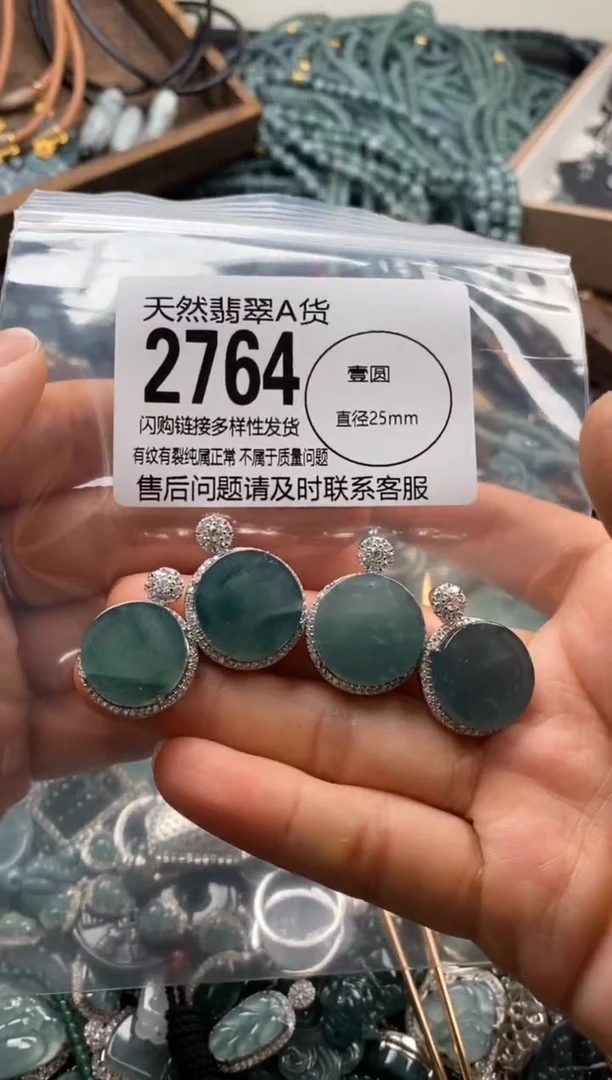 天然翡翠A货
2764
壹圆
直径25mm
闪购链接多样性发货
有纹有裂纯属正常 不属于质量问题
售后问题请及时联系客服